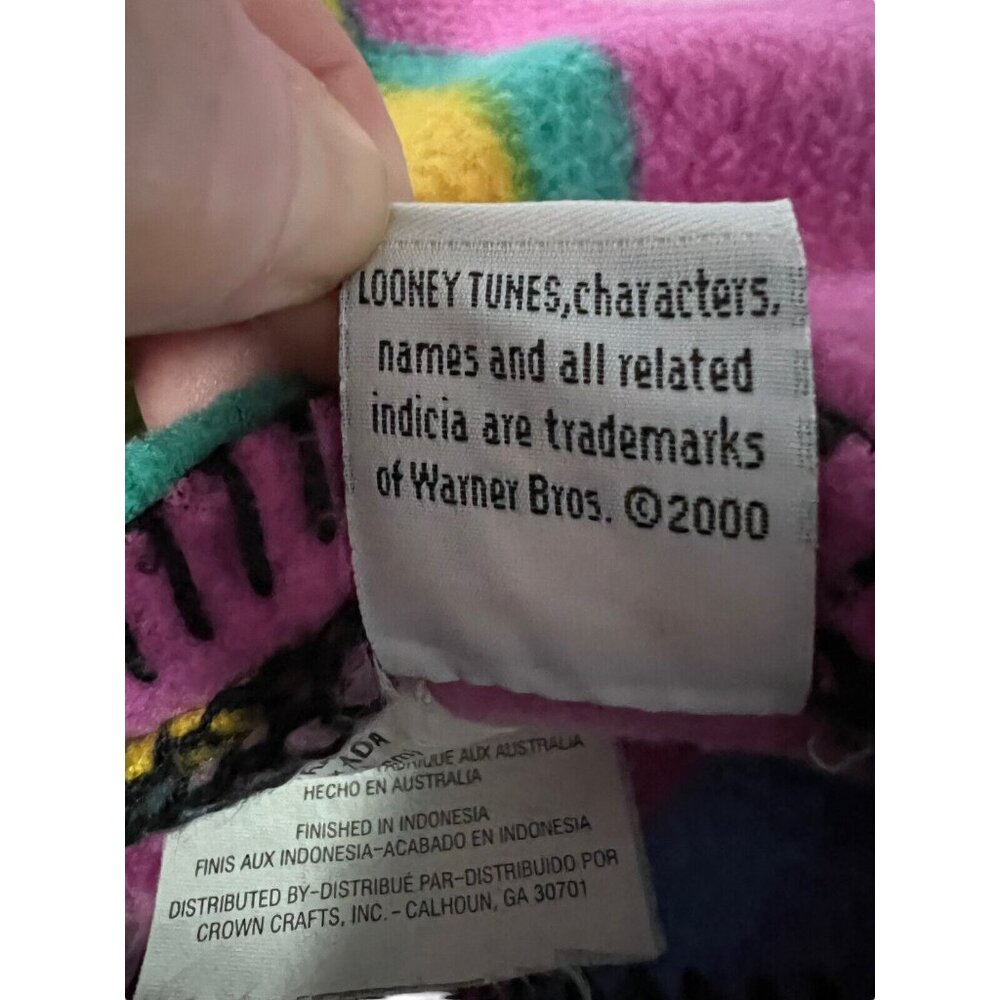 LOONEY TUNES, characters,
names and all related
indicia are trademarks
of Warner Bros. ©2000
AUX AUSTRALIA
HECHO EN AUSTRALIA
FINISHED IN INDONESIA
FINIS AUX INDONESIA-ACABADO EN INDONESIA
DISTRIBUTED BY-DISTRIBUÉ PAR-DISTRIBUIDO POR
CROWN CRAFTS, INC. - CALHOUN, GA 30701